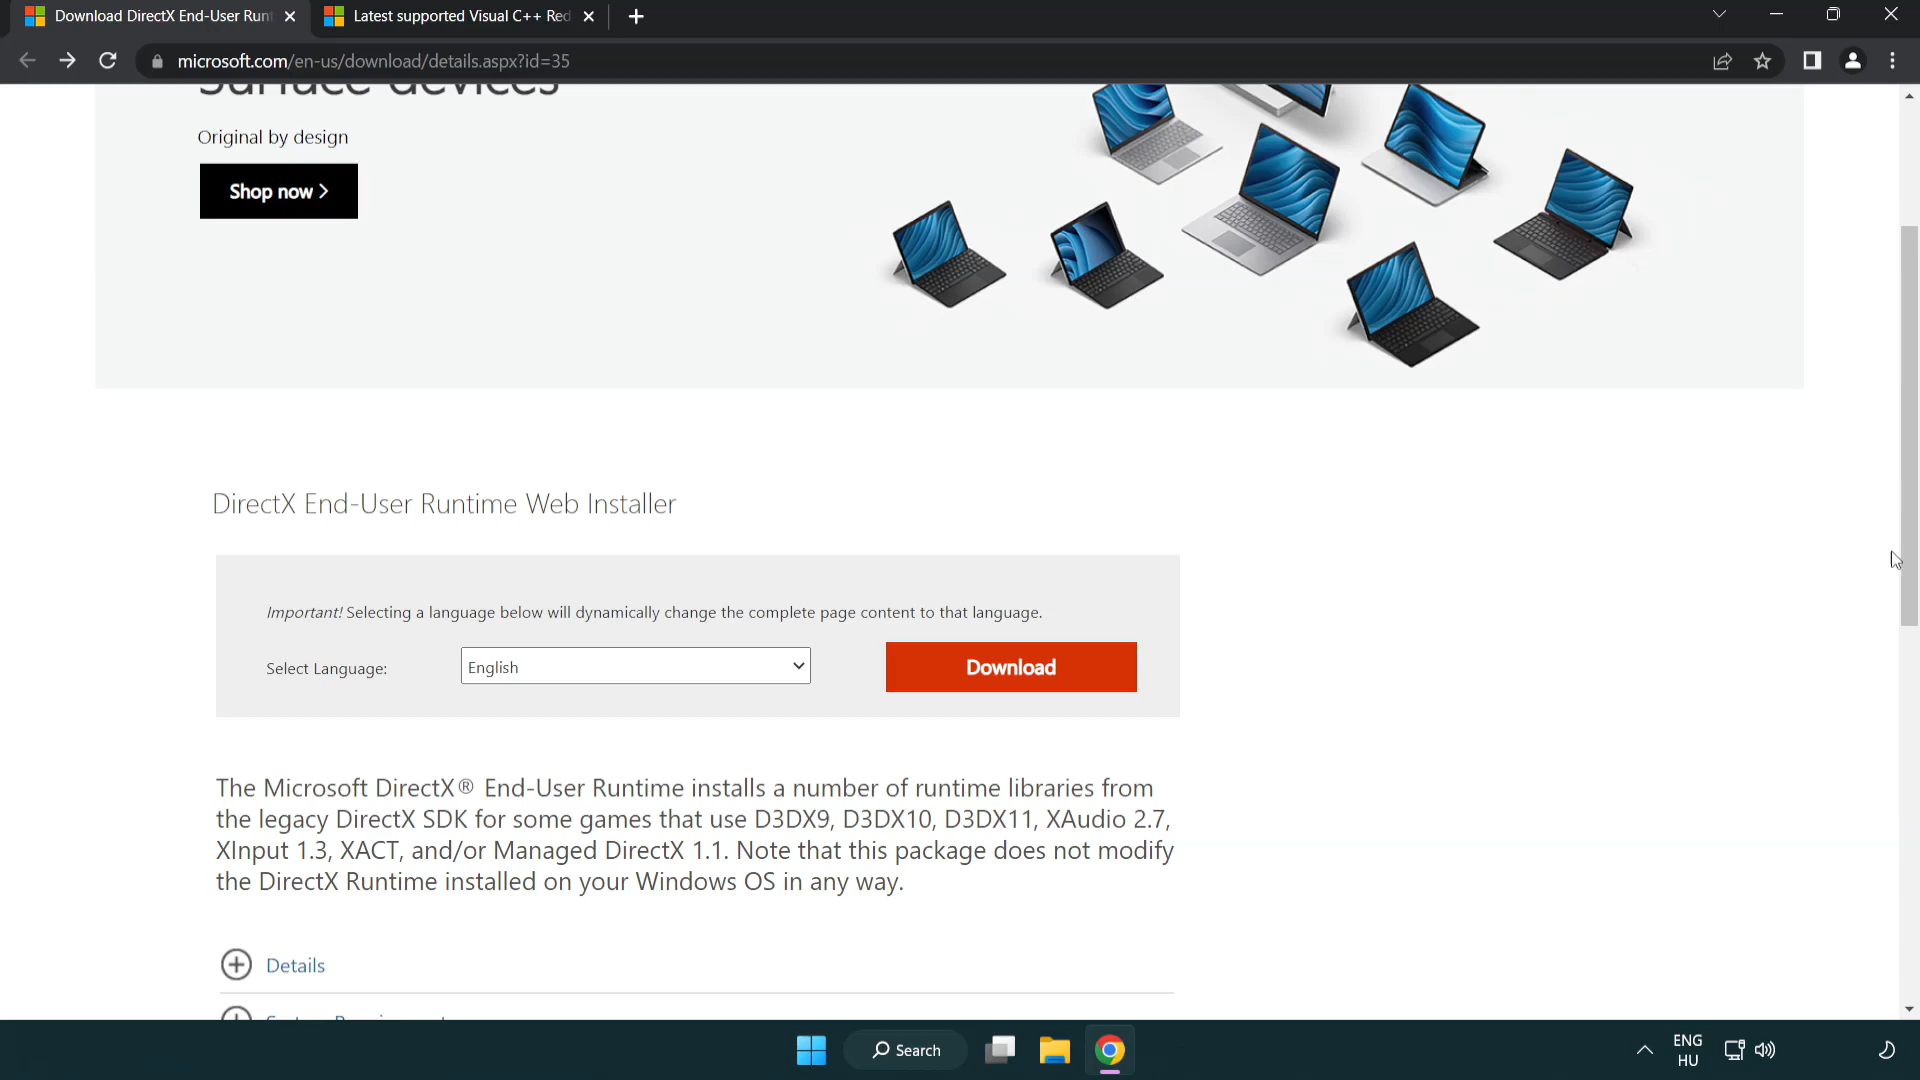 Download DirectX End-User Runt
Latest supported Visual C++ Red
microsoft.com/en-us/download/details.aspx?id=35
Surface devices
Original by design
Shop now >
DirectX End-User Runtime Web Installer
Important! Selecting a language below will dynamically change the complete page content to that language.
Select Language:
English
Download
The Microsoft DirectX® End-User Runtime installs a number of runtime libraries from
the legacy DirectX SDK for some games that use D3DX9, D3DX10, D3DX11, XAudio 2.7,
XInput 1.3, XACT, and/or Managed DirectX 1.1. Note that this package does not modify
the DirectX Runtime installed on your Windows OS in any way.
Details
Search
ENG
HU